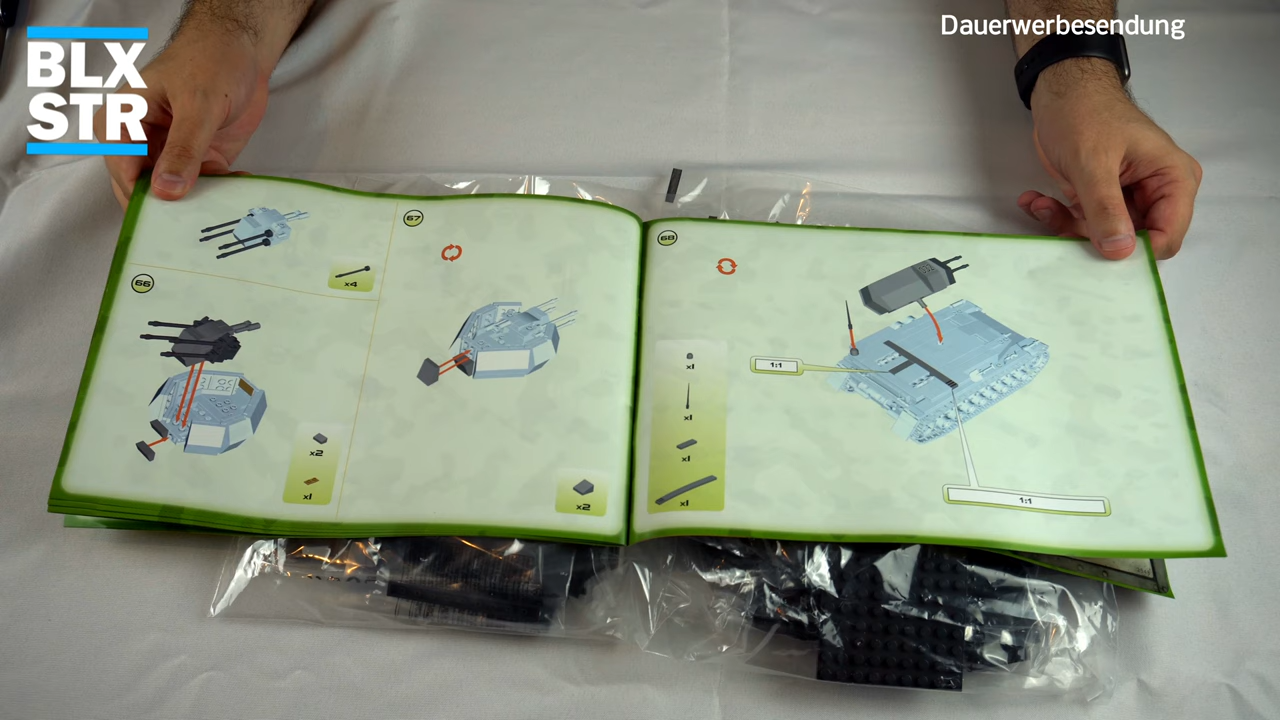 BLX
STR
Dauerwerbesendung
x4
66
x2
x1
67
x2
68
x1
x1
x1
x1
1:1
1:1